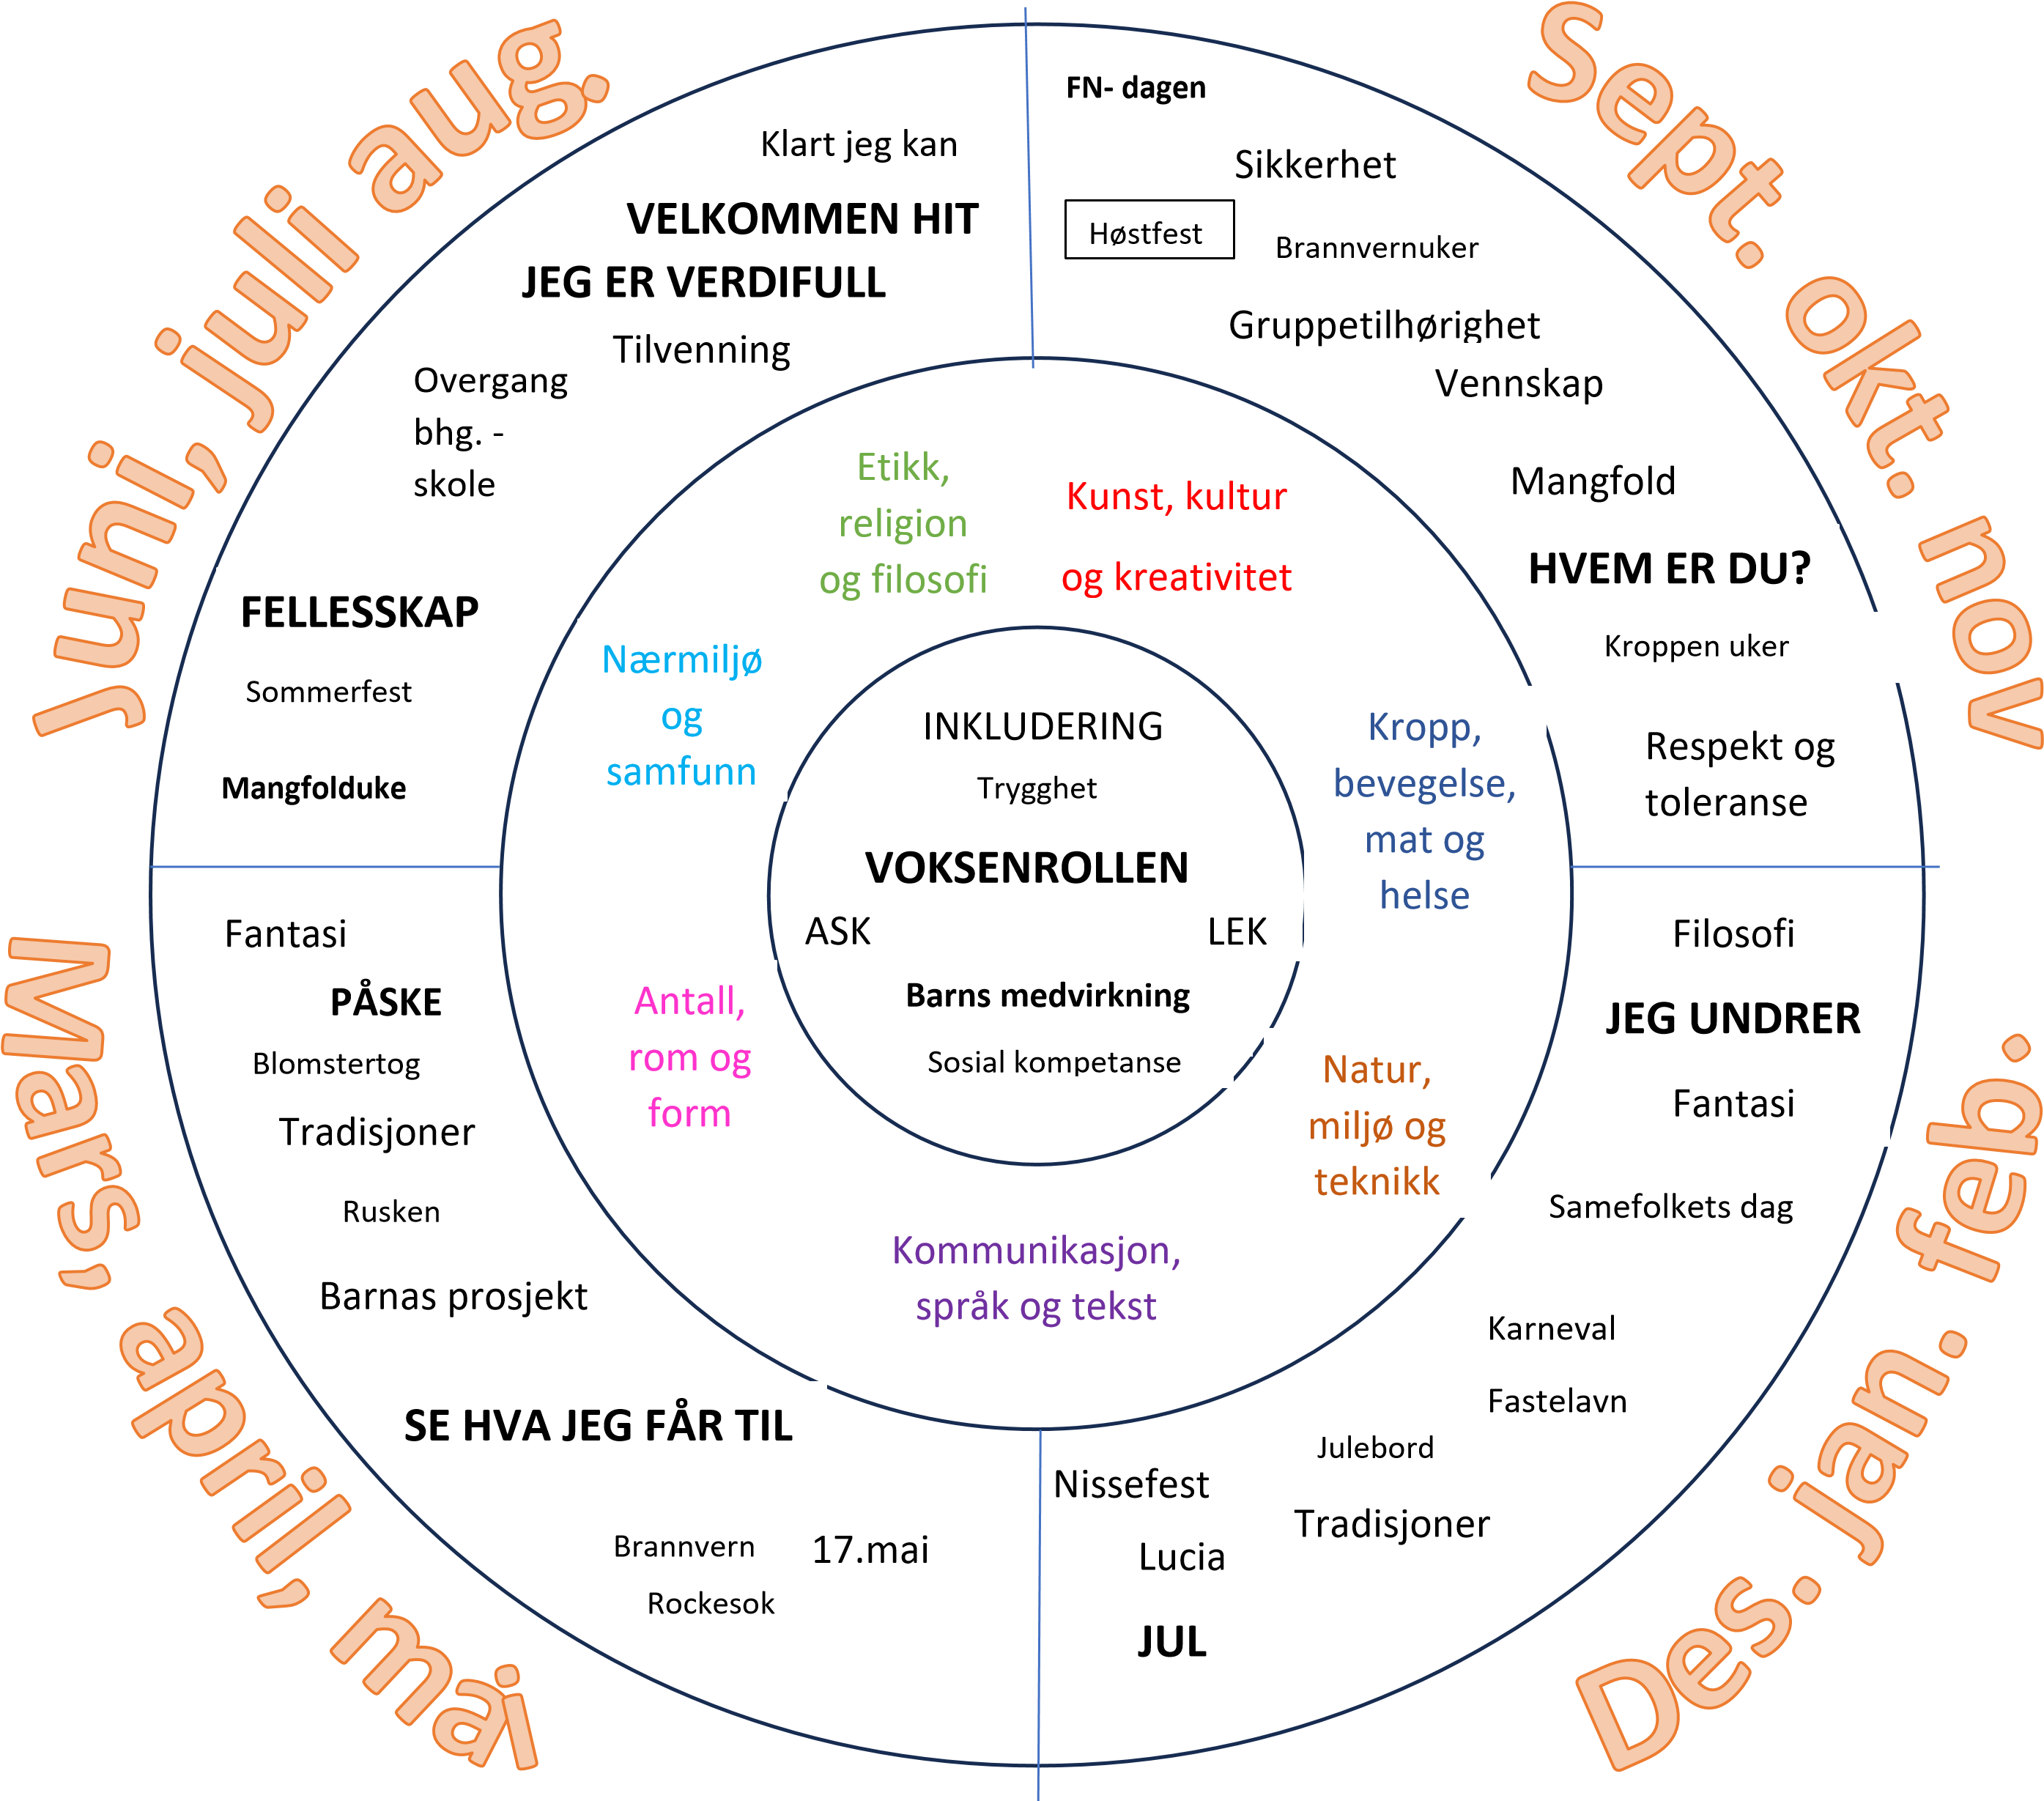 Juni, juli aug.
Sept. okt. nov
Des. jan. feb.
Mars, april, mai
Klart jeg kan
VELKOMMEN HIT
JEG ER VERDIFULL
Tilvenning
Overgang
bhg. -
skole
FELLESSKAP
Sommerfest
Mangfolduke
FN- dagen
Sikkerhet
Høstfest
Brannvernuker
Gruppetilhørighet
Vennskap
Mangfold
HVEM ER DU?
Kroppen uker
Respekt og
toleranse
Filosofi
JEG UNDRER
Fantasi
Samefolkets dag
Karneval
Fastelavn
Julebord
Nissefest
Tradisjoner
Lucia
JUL
Fantasi
PÅSKE
Blomstertog
Tradisjoner
Rusken
Barnas prosjekt
SE HVA JEG FÅR TIL
Brannvern
17.mai
Rockesok
Etikk,
religion
og filosofi
Kunst, kultur
og kreativitet
Nærmiljø
og
samfunn
Kropp,
bevegelse,
mat og
helse
Antall,
rom og
form
Natur,
miljø og
teknikk
Kommunikasjon,
språk og tekst
INKLUDERING
Trygghet
VOKSENROLLEN
ASK
LEK
Barns medvirkning
Sosial kompetanse